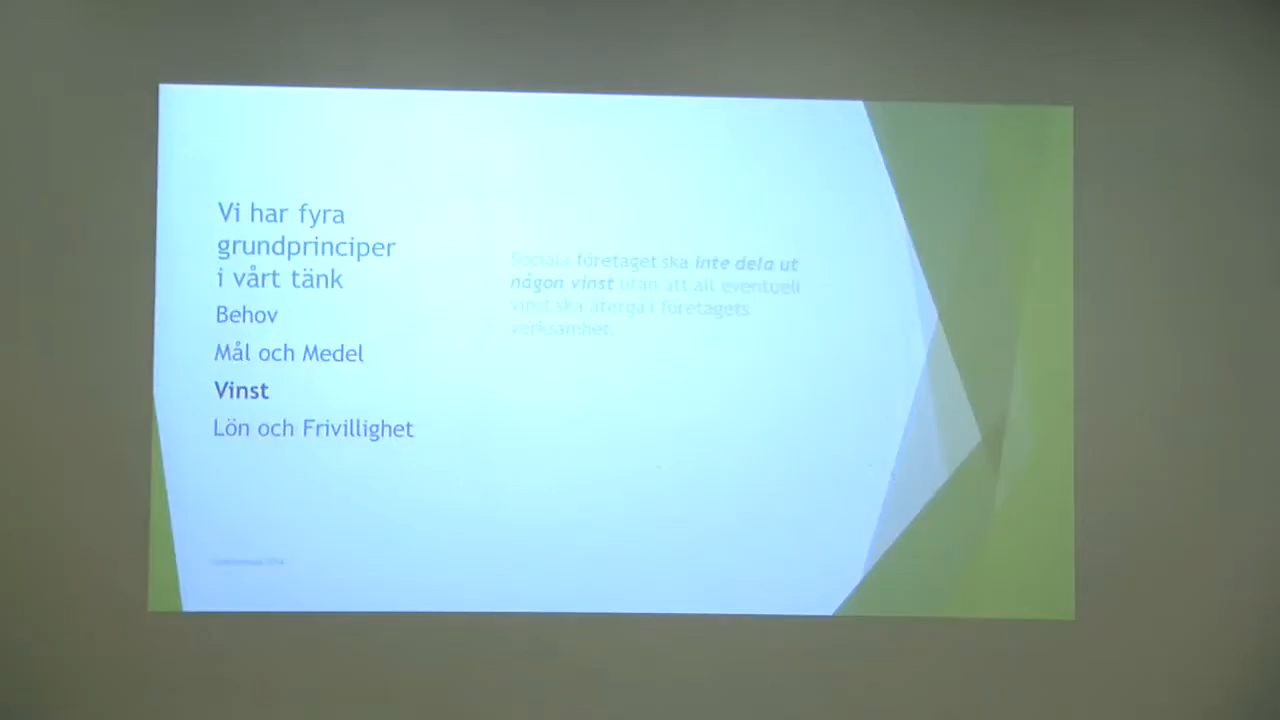 Vi har fyra
grundprinciper
i vårt tänk
Behov
Mål och Medel
Vinst
Lön och Frivillighet
Sociala företaget ska inte dela ut
någon vinst utan att all eventuell
vinst ska återgå i företagets
verksamhet.